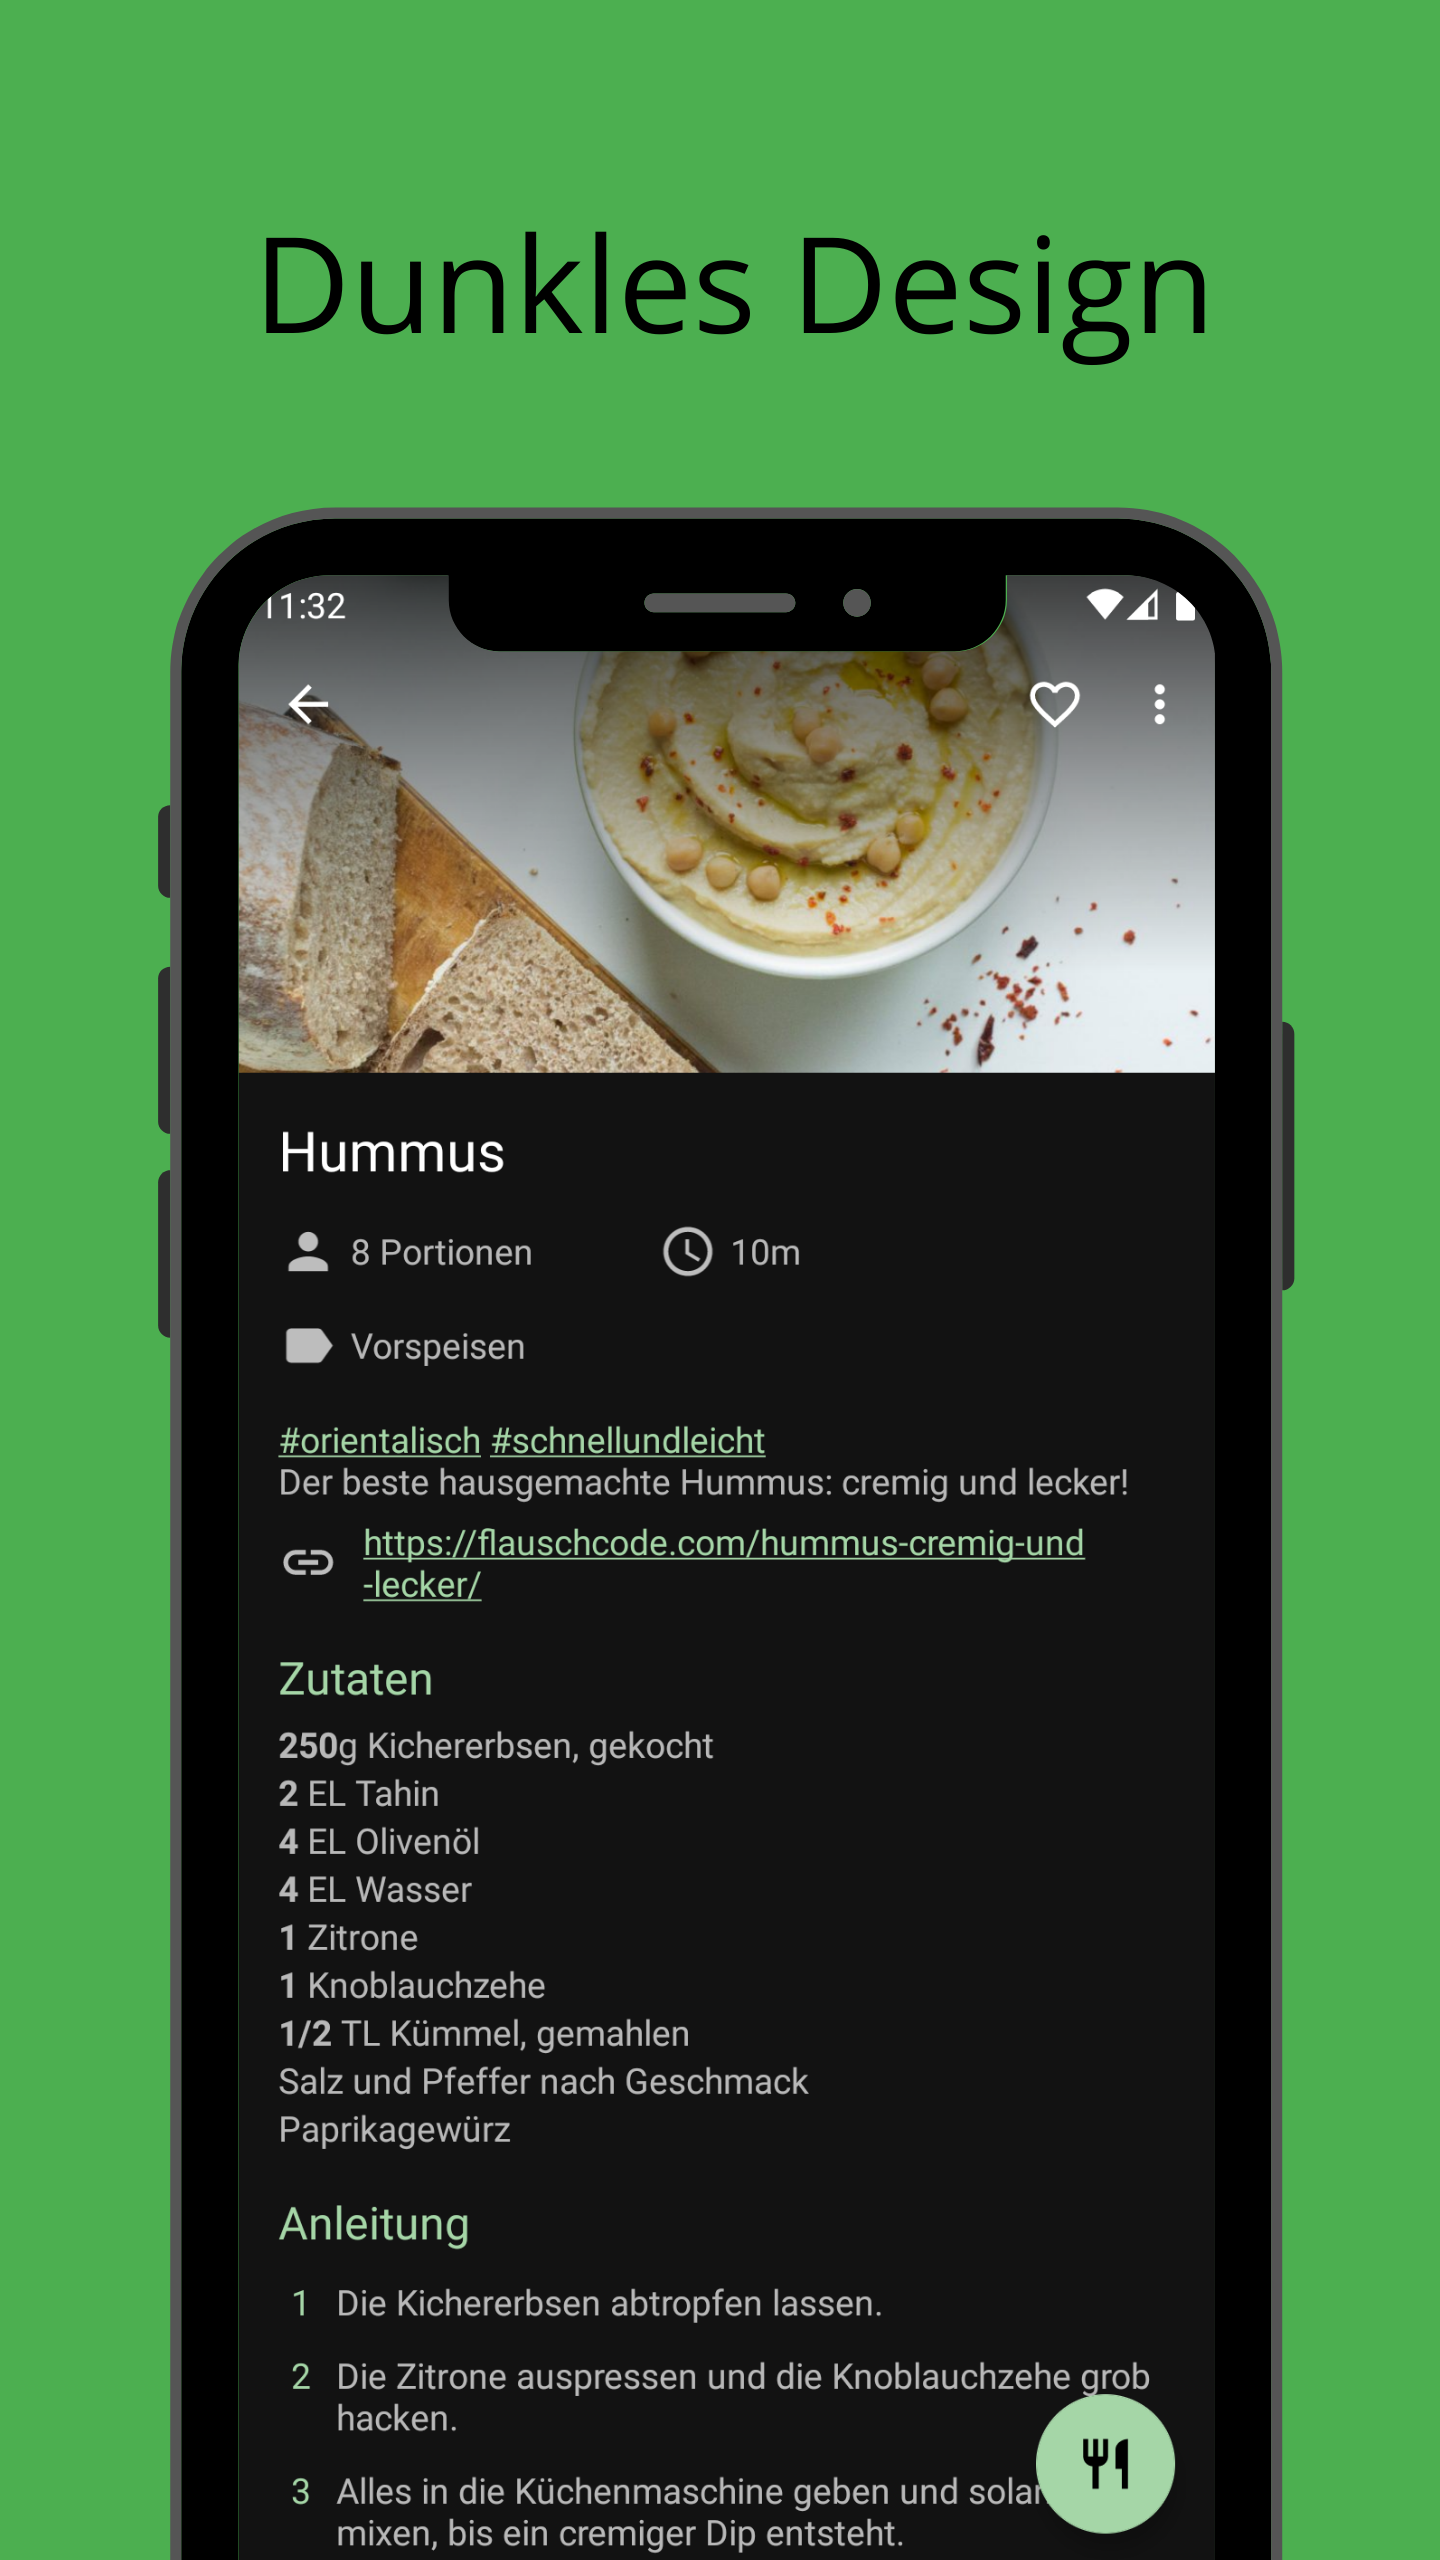 Dunkles Design
11:32
Hummus
8 Portionen
10m
Vorspeisen
#orientalisch #schnellundleicht
Der beste hausgemachte Hummus: cremig und lecker!
https://flauschcode.com/hummus-cremig-und
-lecker/
Zutaten
250g Kichererbsen, gekocht
2 EL Tahin
4 EL Olivenöl
4 EL Wasser
1 Zitrone
1 Knoblauchzehe
1/2 TL Kümmel, gemahlen
Salz und Pfeffer nach Geschmack
Paprikagewürz
Anleitung
1 Die Kichererbsen abtropfen lassen.
2 Die Zitrone auspressen und die Knoblauchzehe grob
hacken.
3 Alles in die Küchenmaschine geben und
mixen, bis ein cremiger Dip entsteht.